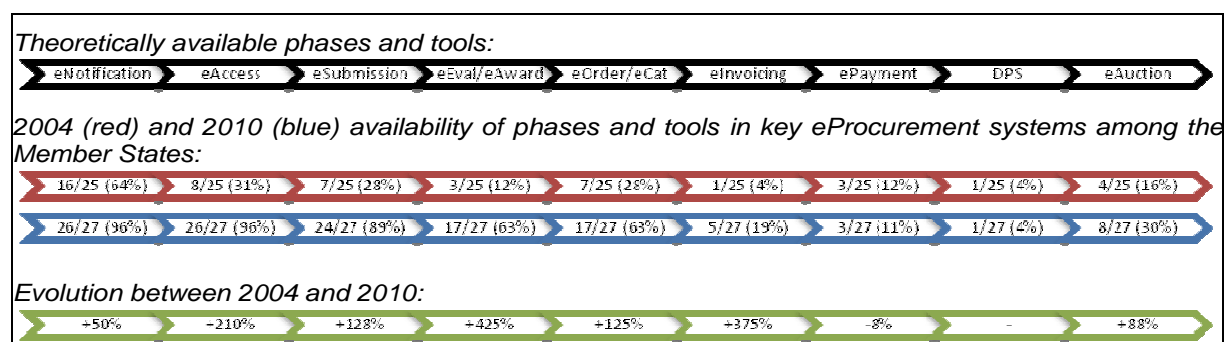 Theoretically available phases and tools:
eNotification eAccess eSubmission eEval/eAward eOrder/eCat eInvoicing ePayment DPS eAuction
2004 (red) and 2010 (blue) availability of phases and tools in key eProcurement systems among the
Member States:
16/25 (64%) 8/25 (31%) 7/25 (28%) 3/25 (12%) 7/25 (28%) 1/25 (4%) 3/25 (12%) 1/25 (4%) 4/25 (16%)
26/27 (96%) 26/27 (96%) 24/27 (89%) 17/27 (63%) 17/27 (63%) 5/27 (19%) 3/27 (11%) 1/27 (4%) 8/27 (30%)
Evolution between 2004 and 2010:
+50% +210% +128% +425% +125% +375% -8% - +88%